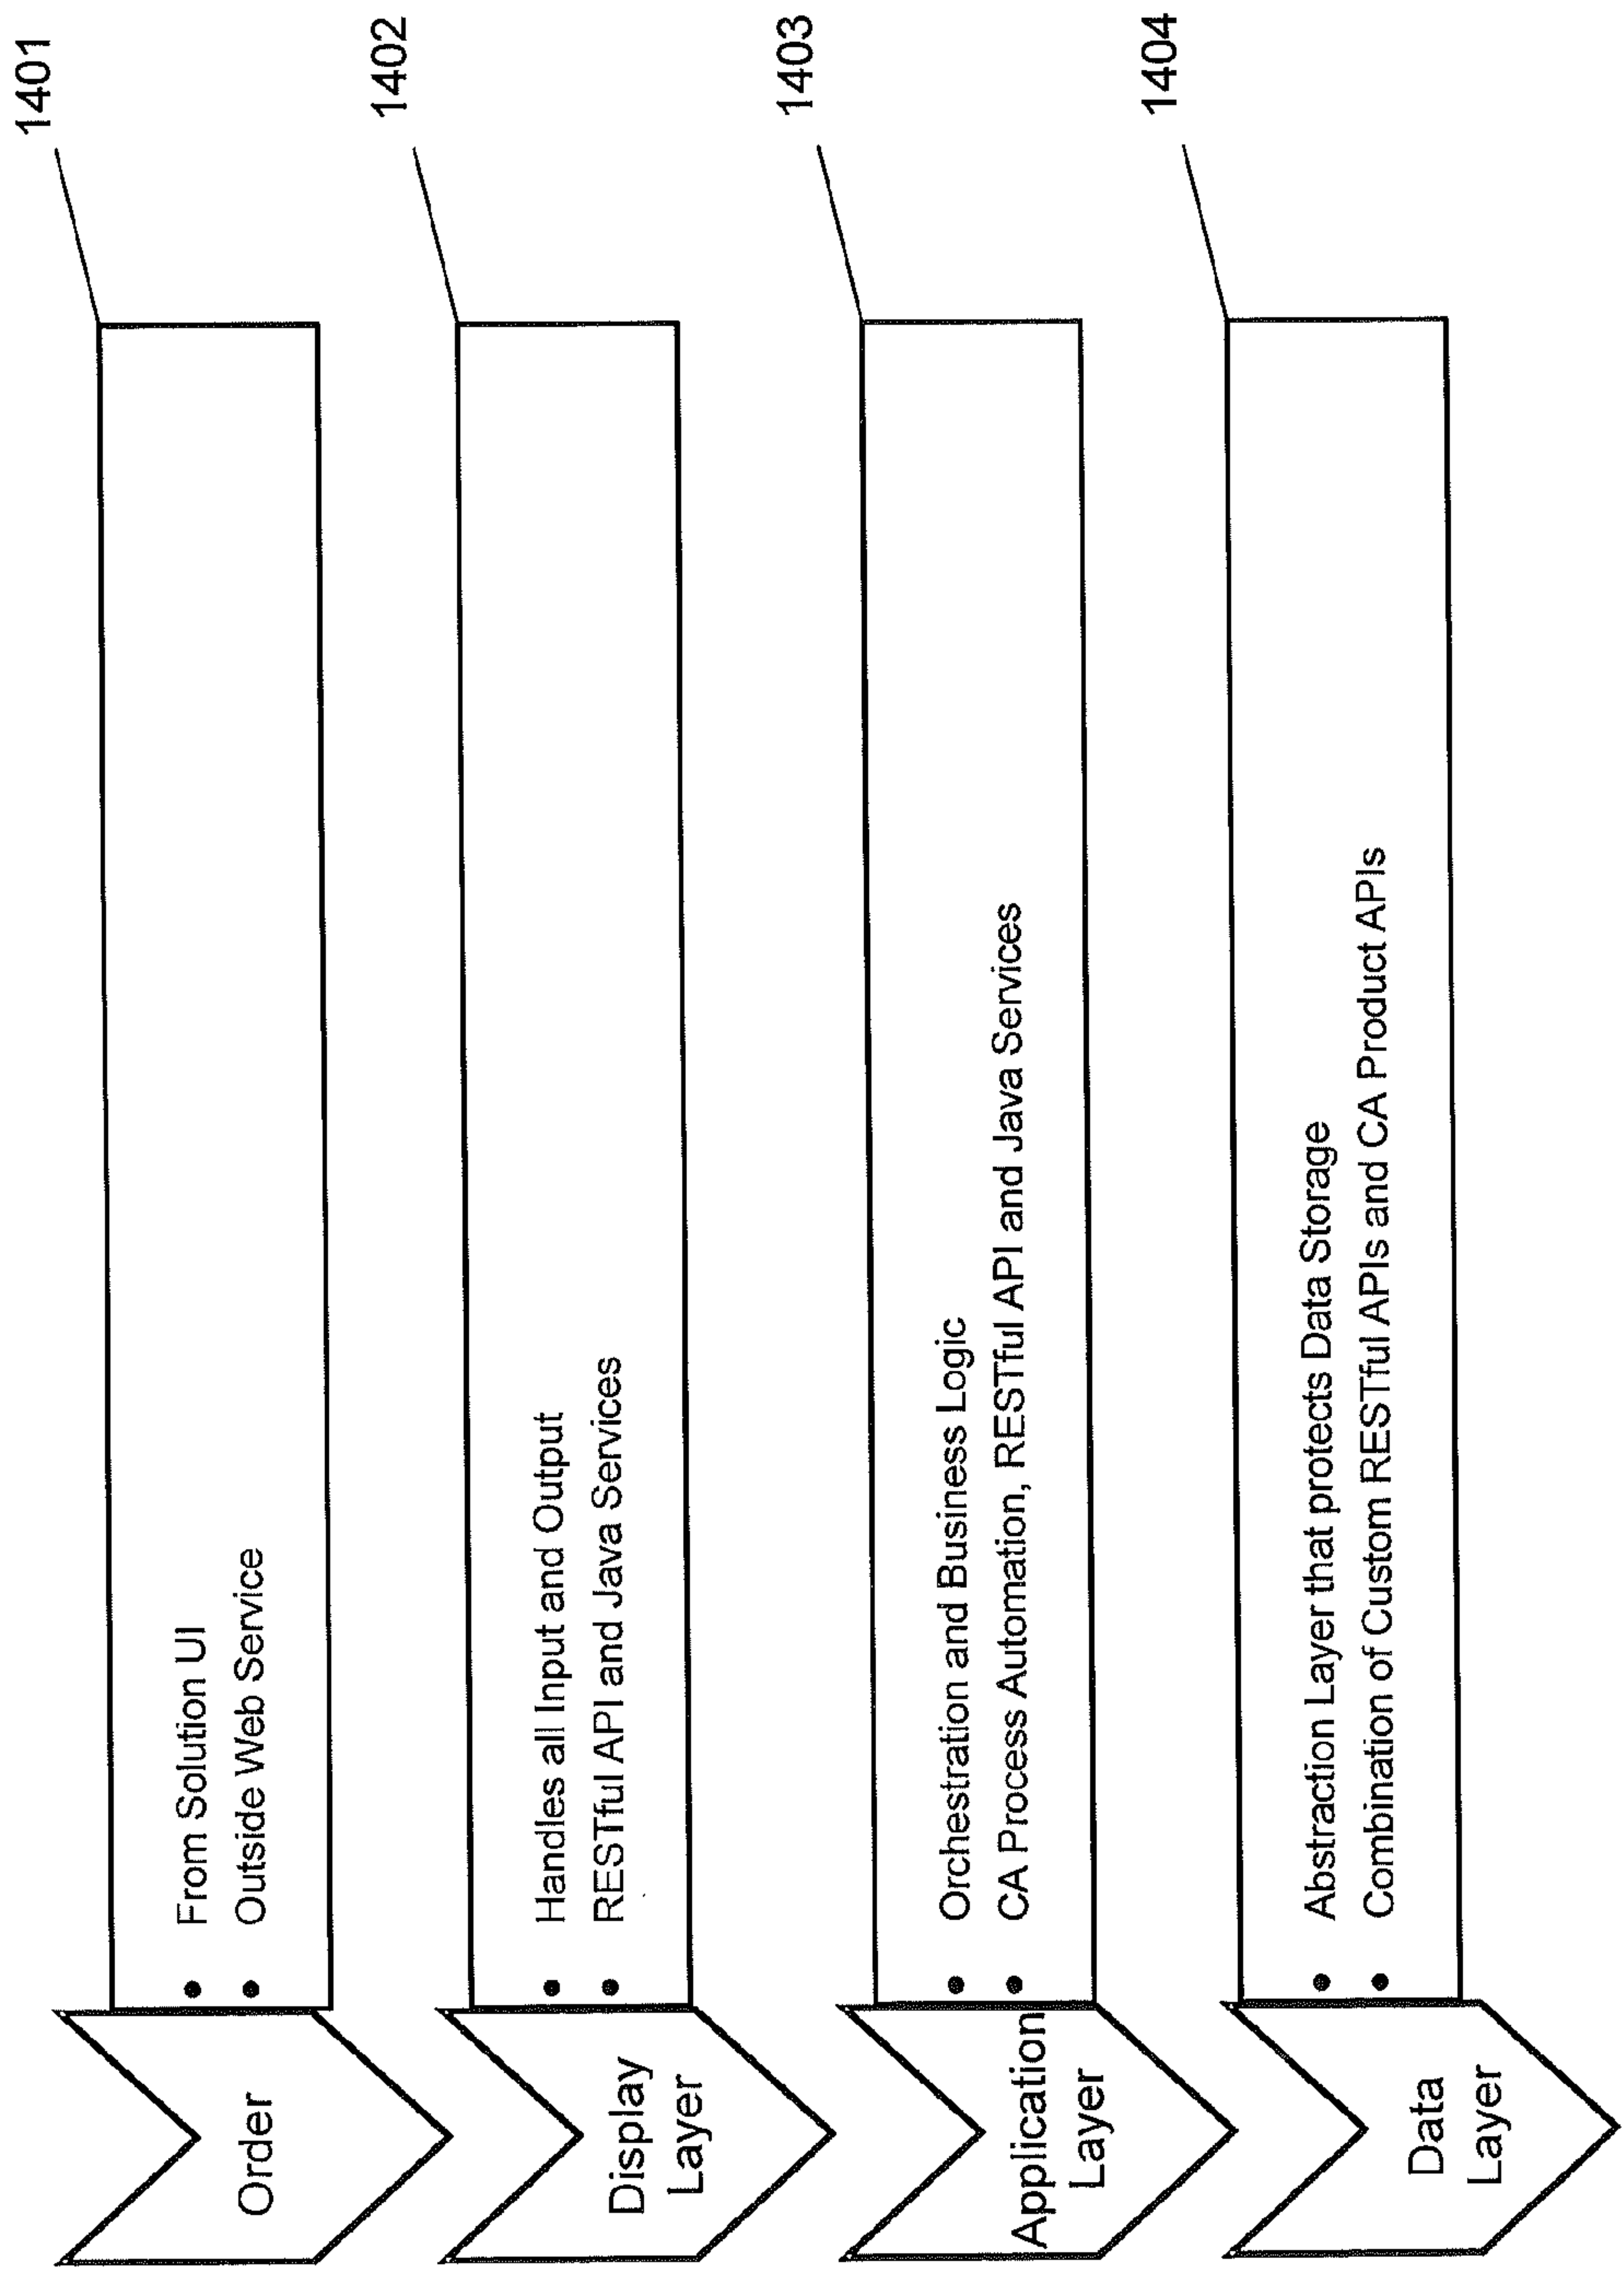 1401
Order
• From Solution UI
• Outside Web Service
1402
Display
Layer
• Handles all Input and Output
• RESTful API and Java Services
1403
Application
Layer
• Orchestration and Business Logic
• CA Process Automation, RESTful API and Java Services
1404
Data
Layer
• Abstraction Layer that protects Data Storage
• Combination of Custom RESTful APIs and CA Product APIs